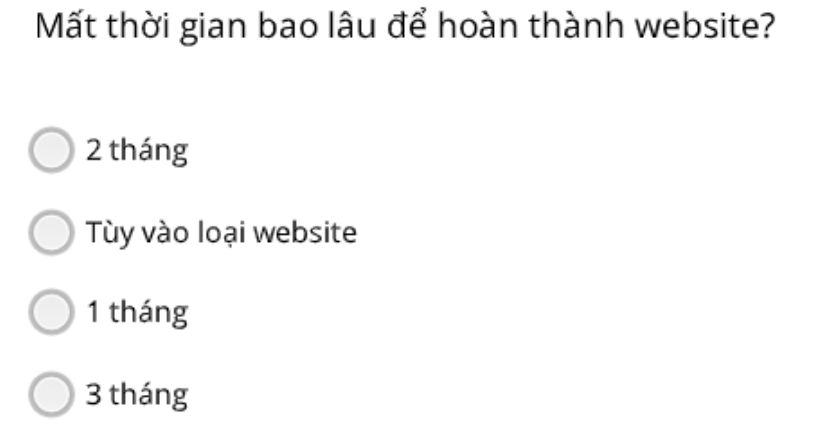 Mất thời gian bao lâu để hoàn thành website?
2 tháng
Tùy vào loại website
1 tháng
3 tháng